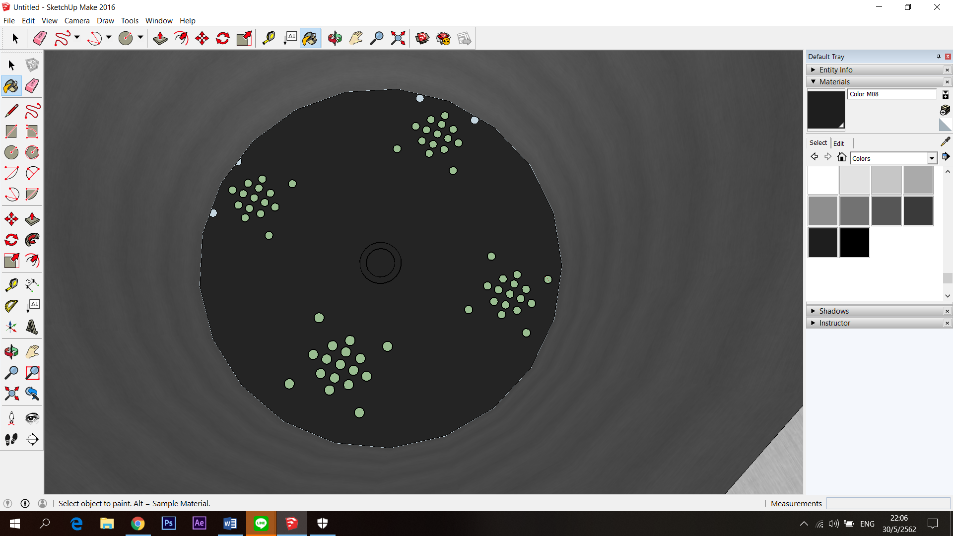 Untitled - SketchUp Make 2016
File Edit View Camera Draw Tools Window Help
Default Tray
Entity Info
Materials
Color M08
Select Edit
Colors
Shadows
Instructor
Select object to paint. Alt = Sample Material.
Measurements
ENG
22:06
30/5/2562